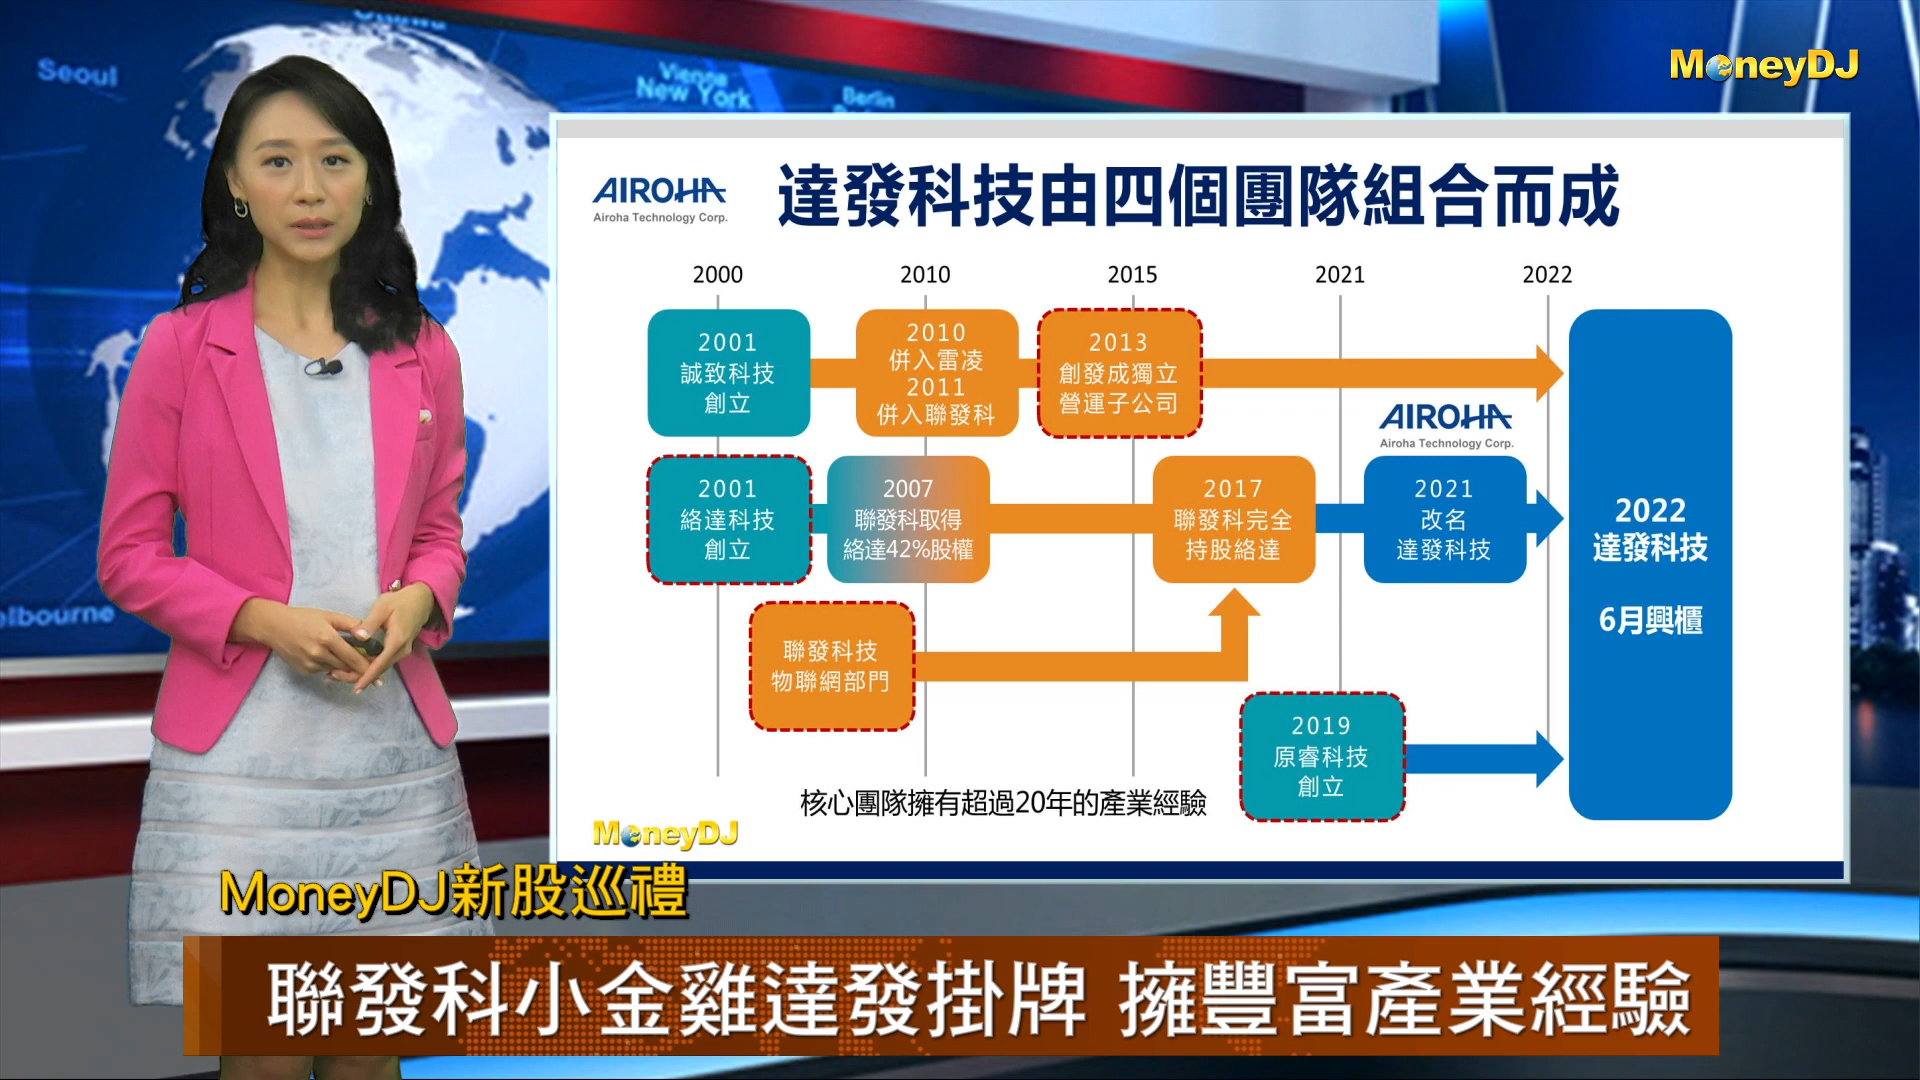 Seoul
Vienna
New York
Berlin
MoneyDJ
AIROHA
Airoha Technology Corp.
達發科技由四個團隊組合而成
2000
2010
2015
2021
2022
2001
誠致科技
創立
2010
併入雷凌
2011
併入聯發科
2013
創發成獨立
營運子公司
AIROHA
Airoha Technology Corp.
2001
絡達科技
創立
2007
聯發科取得
絡達42%股權
2017
聯發科完全
持股絡達
2021
改名
達發科技
2022
達發科技
6月興櫃
聯發科技
物聯網部門
2019
原睿科技
創立
核心團隊擁有超過20年的產業經驗
MoneyDJ
elbourne
MoneyDJ新股巡禮
聯發科小金雞達發掛牌 擁豐富產業經驗